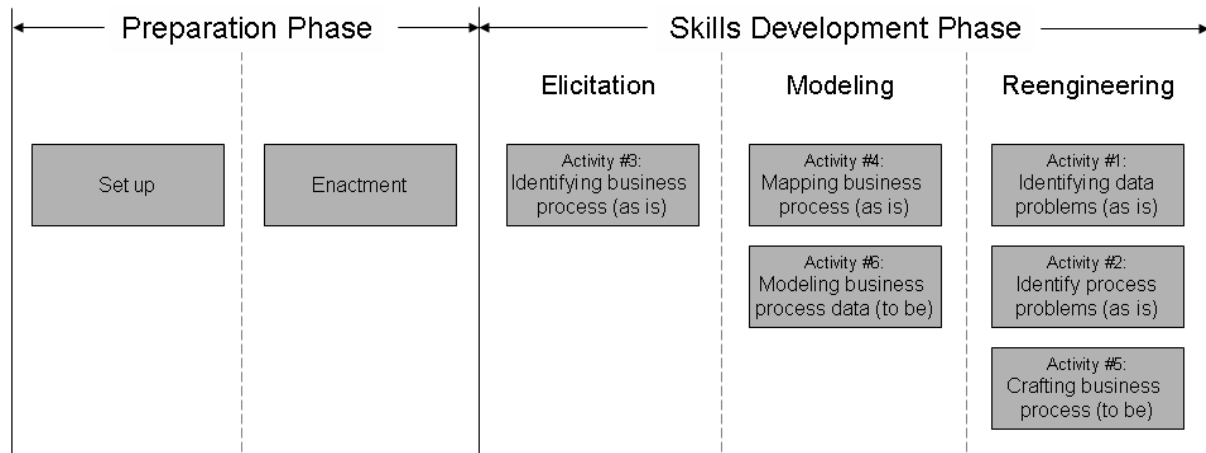 Preparation Phase
Skills Development Phase
Elicitation
Modeling
Reengineering
Set up
Enactment
Activity #3:
Identifying business
process (as is)
Activity #4:
Mapping business
process (as is)
Activity #1:
Identifying data
problems (as is)
Activity #6:
Modeling business
process data (to be)
Activity #2:
Identify process
problems (as is)
Activity #5:
Crafting business
process (to be)